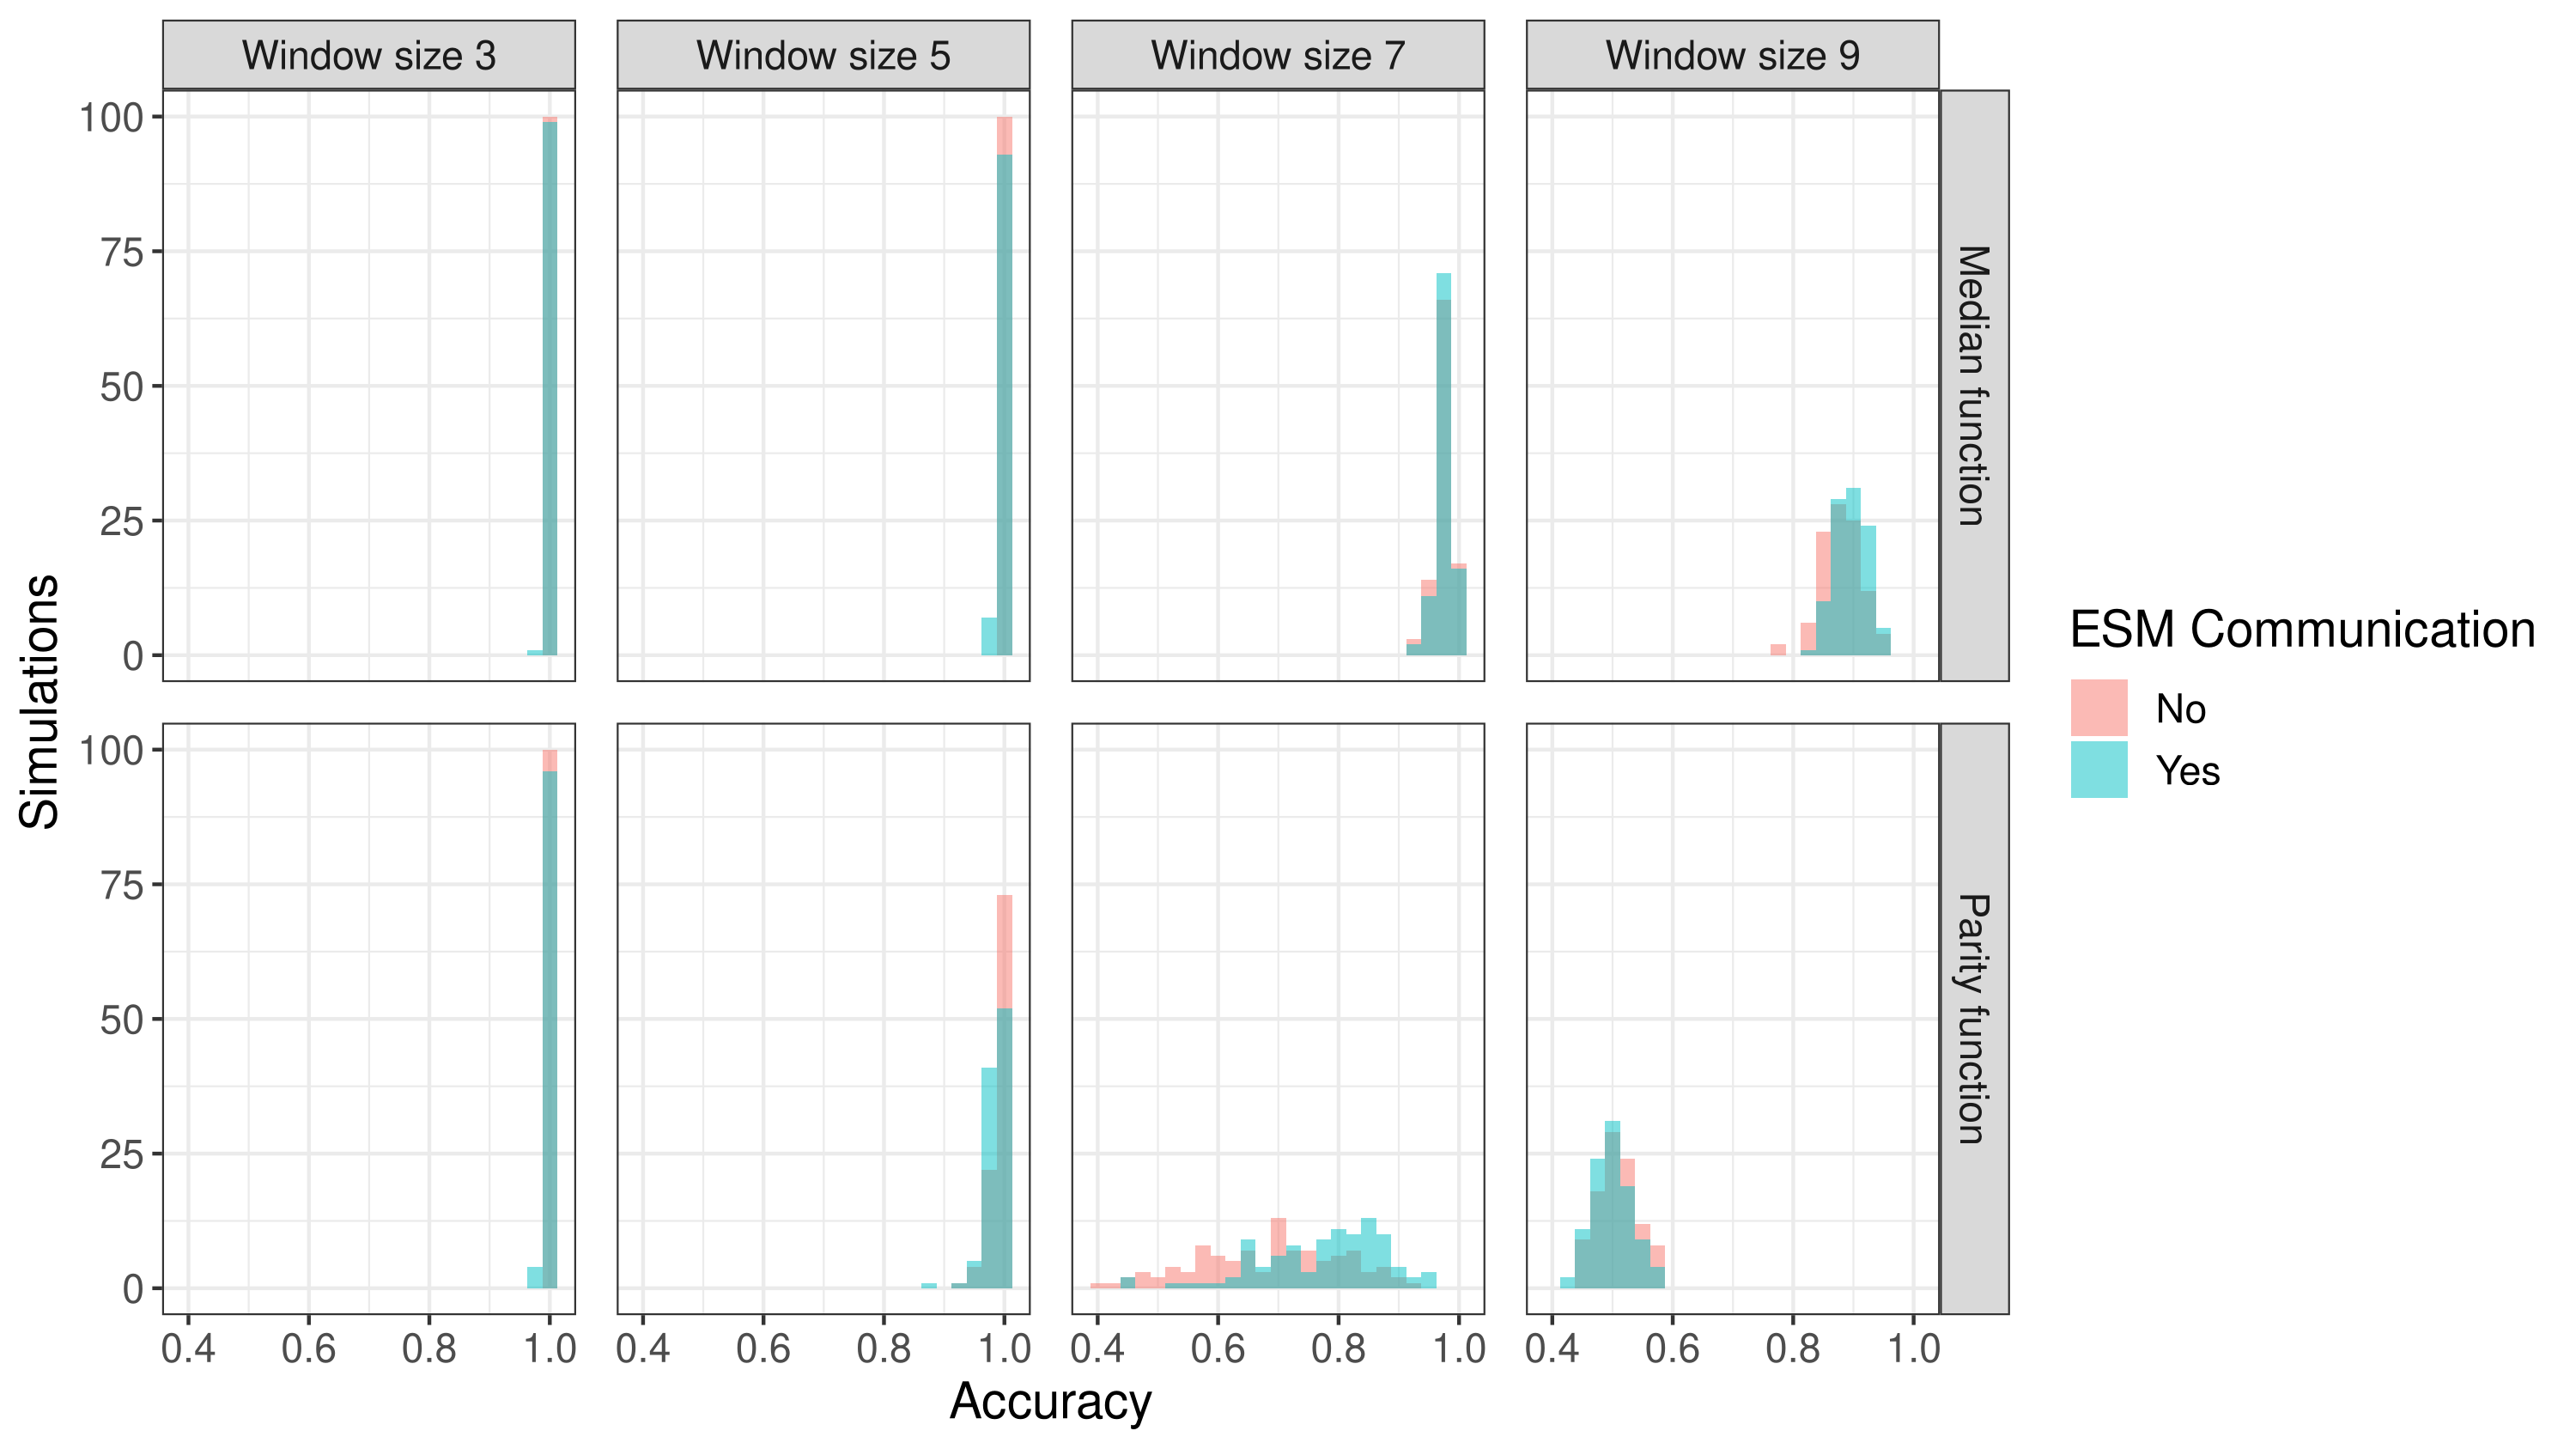 Window size 3
Window size 5
Window size 7
Window size 9
100
75
50
25
0
Median function
100
75
50
25
0
Parity function
Simulations
0.4 0.6 0.8 1.0
0.4 0.6 0.8 1.0
0.4 0.6 0.8 1.0
0.4 0.6 0.8 1.0
Accuracy
ESM Communication
No
Yes